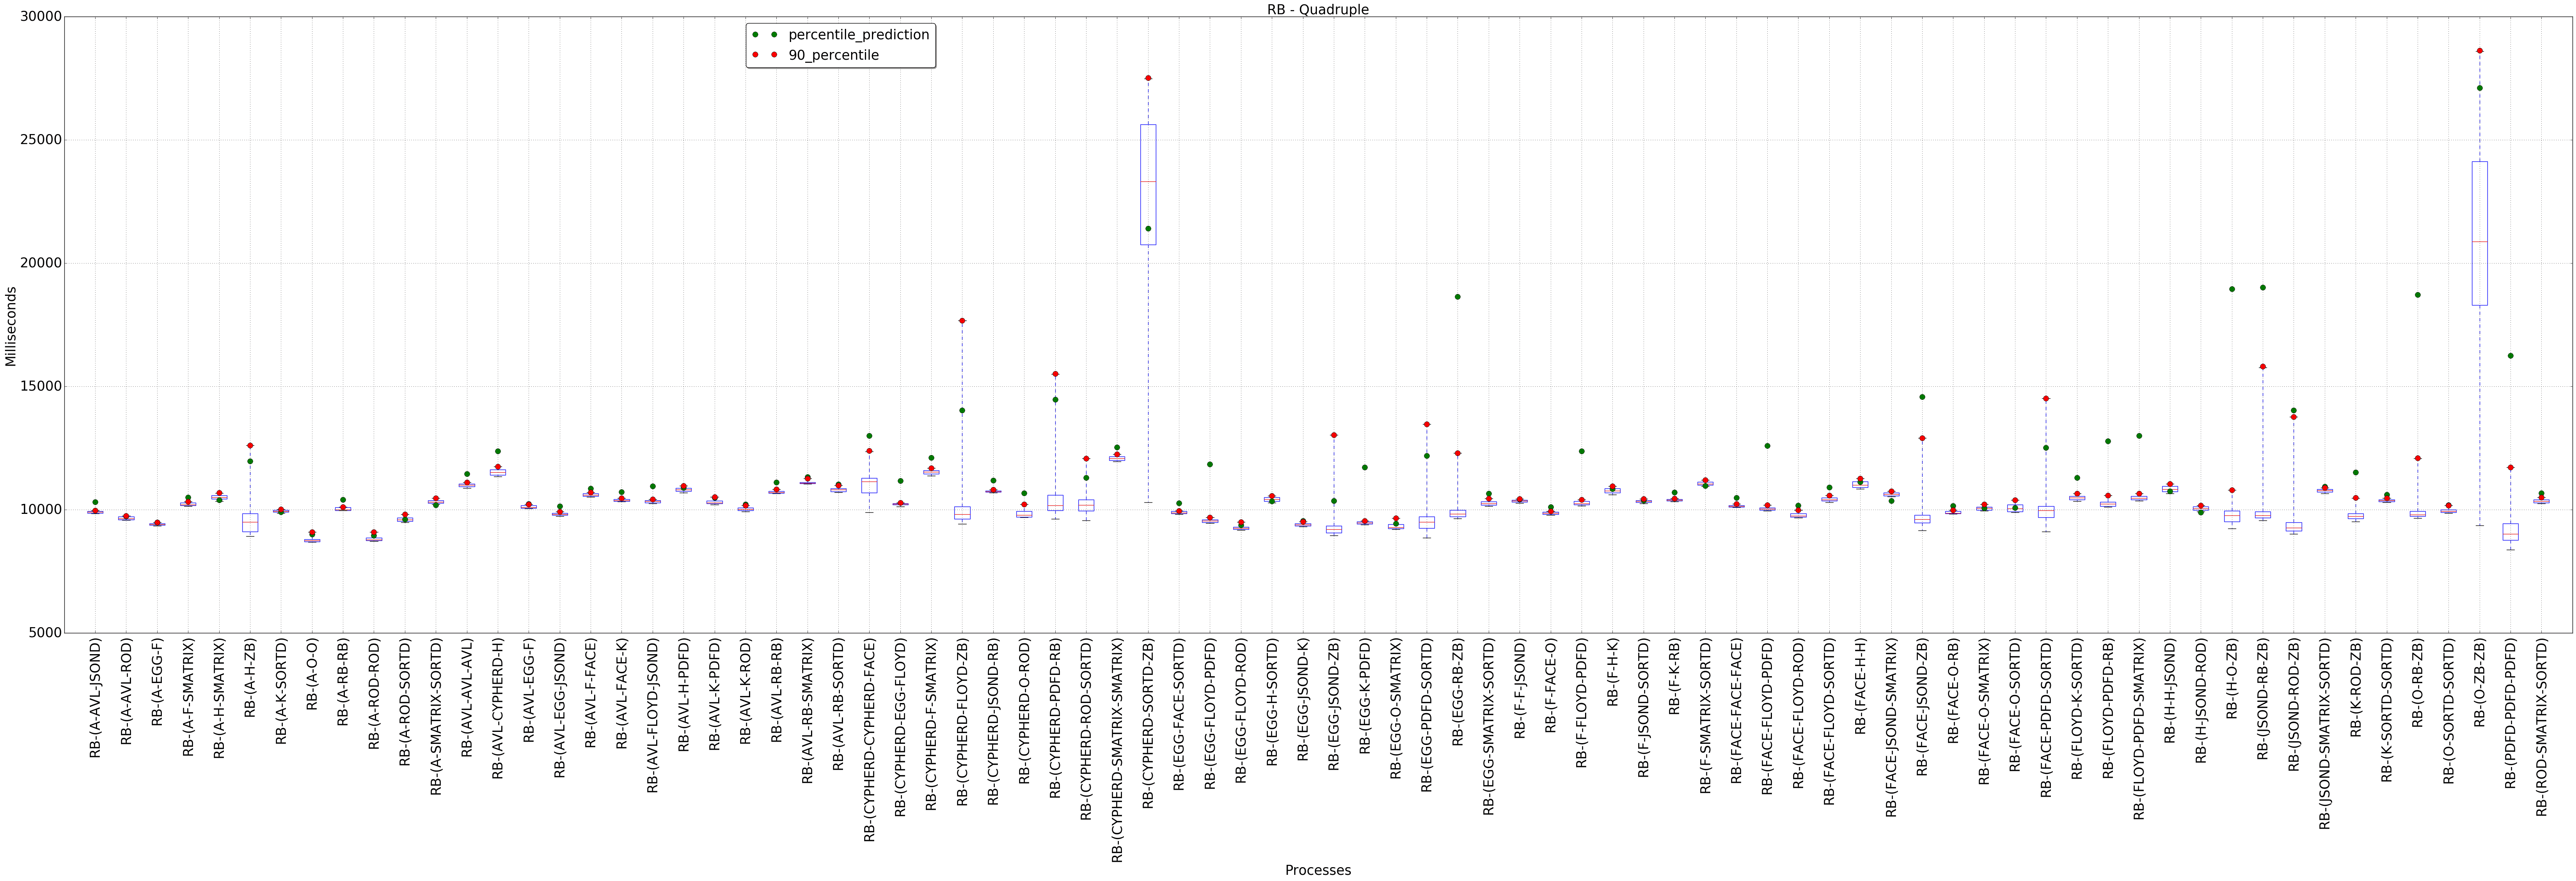 RB - Quadruple
percentile_prediction
90_percentile
30000
25000
20000
15000
10000
5000
Milliseconds
RB-(A-AVL-JSOND)
RB-(A-AVL-ROD)
RB-(A-EGG-F)
RB-(A-F-SMATRIX)
RB-(A-H-SMATRIX)
RB-(A-H-ZB)
RB-(A-K-SORTD)
RB-(A-O-O)
RB-(A-RB-RB)
RB-(A-ROD-ROD)
RB-(A-ROD-SORTD)
RB-(A-SMATRIX-SORTD)
RB-(AVL-AVL-AVL)
RB-(AVL-CYPHERD-H)
RB-(AVL-EGG-F)
RB-(AVL-EGG-JSOND)
RB-(AVL-F-FACE)
RB-(AVL-FACE-K)
RB-(AVL-FLOYD-JSOND)
RB-(AVL-H-PDFD)
RB-(AVL-K-PDFD)
RB-(AVL-K-ROD)
RB-(AVL-RB-RB)
RB-(AVL-RB-SMATRIX)
RB-(AVL-RB-SORTD)
RB-(CYPHERD-CYPHERD-FACE)
RB-(CYPHERD-EGG-FLOYD)
RB-(CYPHERD-F-SMATRIX)
RB-(CYPHERD-FLOYD-ZB)
RB-(CYPHERD-JSOND-RB)
RB-(CYPHERD-O-ROD)
RB-(CYPHERD-PDFD-RB)
RB-(CYPHERD-ROD-SORTD)
RB-(CYPHERD-SMATRIX-SMATRIX)
RB-(CYPHERD-SORTD-ZB)
RB-(EGG-FACE-SORTD)
RB-(EGG-FLOYD-PDFD)
RB-(EGG-FLOYD-ROD)
RB-(EGG-H-SORTD)
RB-(EGG-JSOND-K)
RB-(EGG-JSOND-ZB)
RB-(EGG-K-PDFD)
RB-(EGG-O-SMATRIX)
RB-(EGG-PDFD-SORTD)
RB-(EGG-RB-ZB)
RB-(EGG-SMATRIX-SORTD)
RB-(F-F-JSOND)
RB-(F-FACE-O)
RB-(F-FLOYD-PDFD)
RB-(F-H-K)
RB-(F-JSOND-SORTD)
RB-(F-K-RB)
RB-(F-SMATRIX-SORTD)
RB-(FACE-FACE-FACE)
RB-(FACE-FLOYD-PDFD)
RB-(FACE-FLOYD-ROD)
RB-(FACE-FLOYD-SORTD)
RB-(FACE-H-H)
RB-(FACE-JSOND-SMATRIX)
RB-(FACE-JSOND-ZB)
RB-(FACE-O-RB)
RB-(FACE-O-SMATRIX)
RB-(FACE-O-SORTD)
RB-(FACE-PDFD-SORTD)
RB-(FLOYD-K-SORTD)
RB-(FLOYD-PDFD-RB)
RB-(FLOYD-PDFD-SMATRIX)
RB-(H-H-JSOND)
RB-(H-JSOND-ROD)
RB-(H-O-ZB)
RB-(JSOND-RB-ZB)
RB-(JSOND-ROD-ZB)
RB-(JSOND-SMATRIX-SORTD)
RB-(K-ROD-ZB)
RB-(K-SORTD-SORTD)
RB-(O-RB-ZB)
RB-(O-SORTD-SORTD)
RB-(O-ZB-ZB)
RB-(PDFD-PDFD-PDFD)
RB-(ROD-SMATRIX-SORTD)
Processes